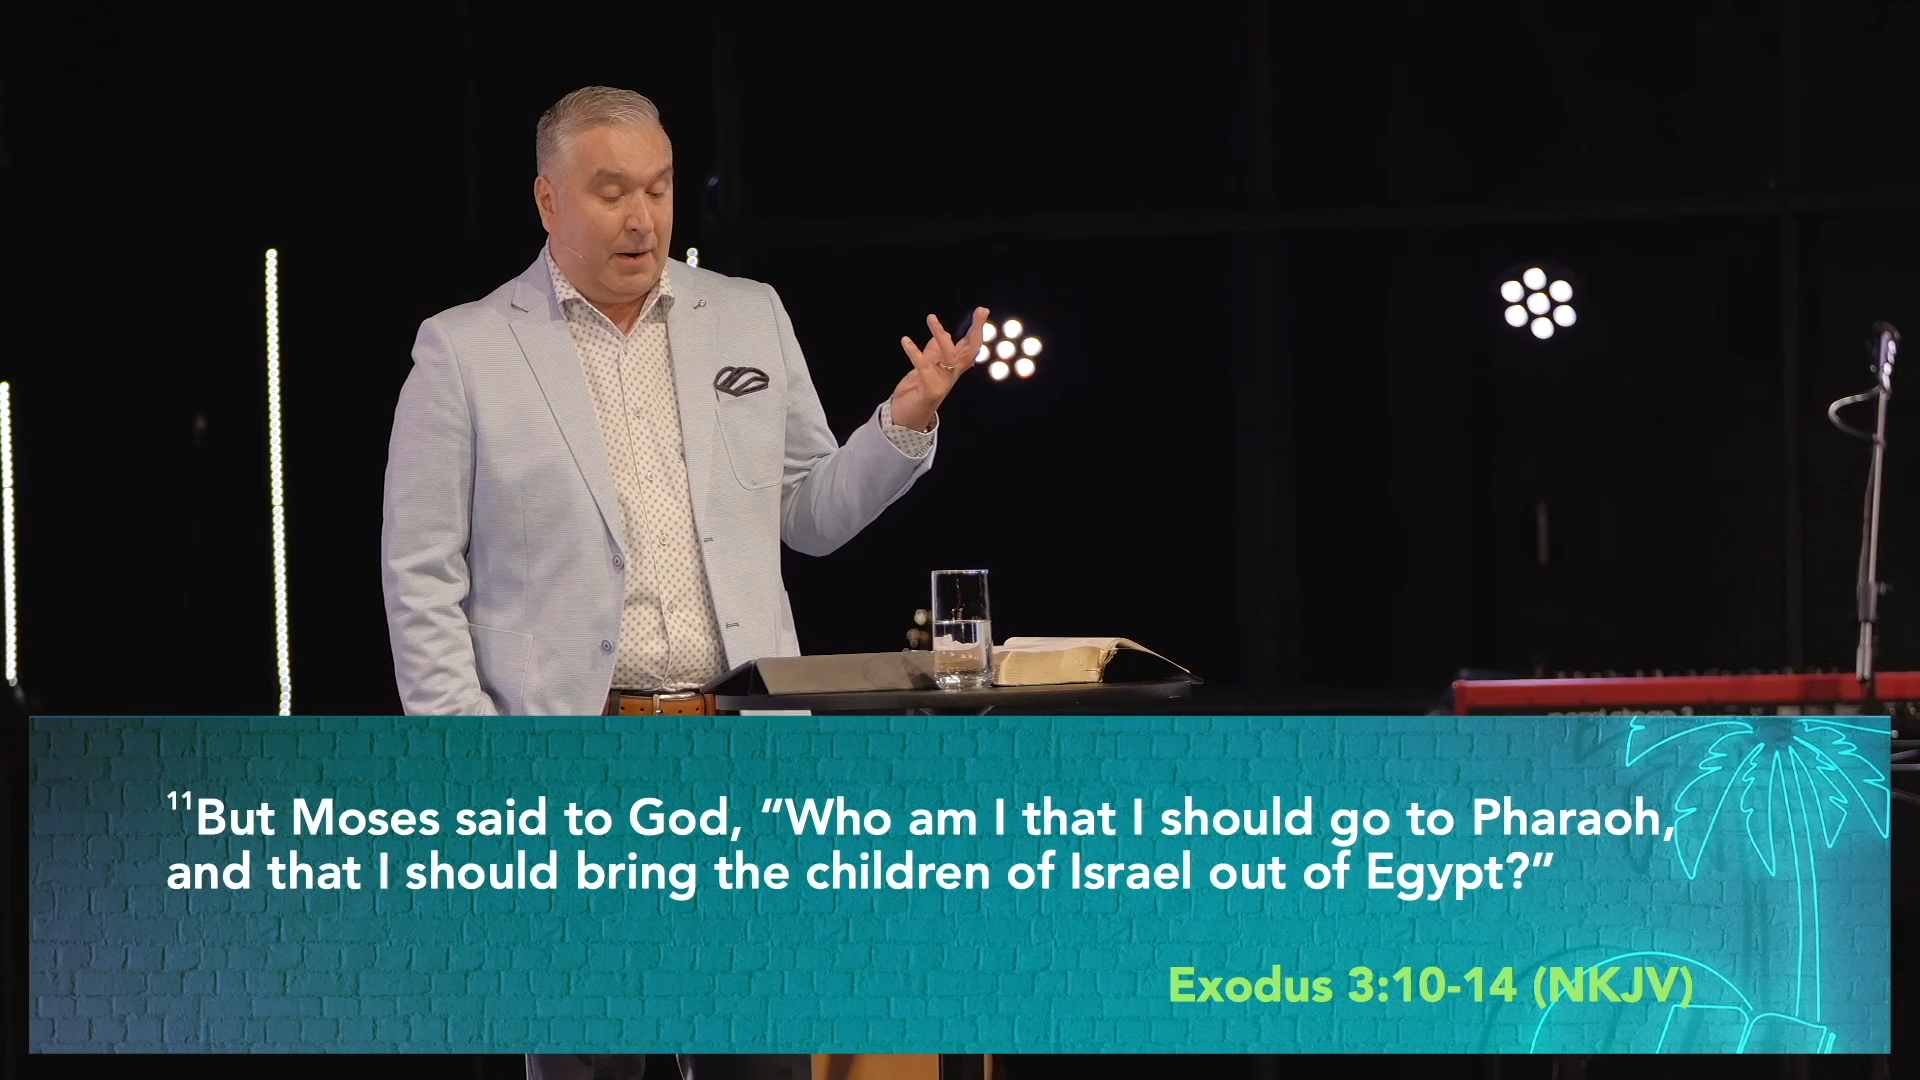 ¹¹But Moses said to God, “Who am I that I should go to Pharaoh,
and that I should bring the children of Israel out of Egypt?”
Exodus 3:10-14 (NKJV)